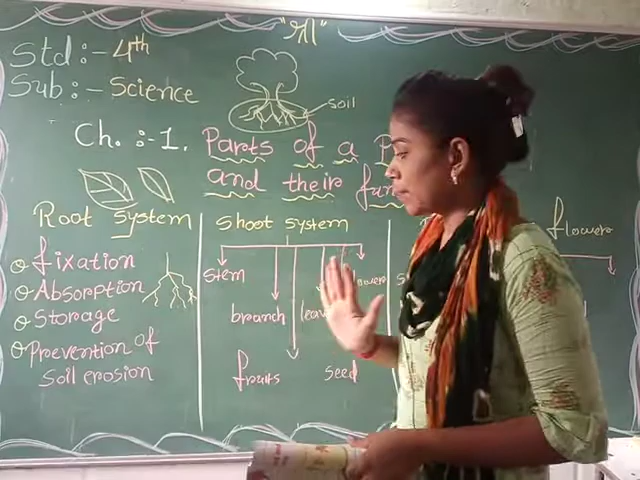 "श्री"
Std :- 4th
Sub :- Science
soil
Ch. :- 1. Parts of a
and their
Root system
fixation
Absorption
Storage
Prevention of
soil erosion
Shoot system
stem
branch
fruits
seed
flower